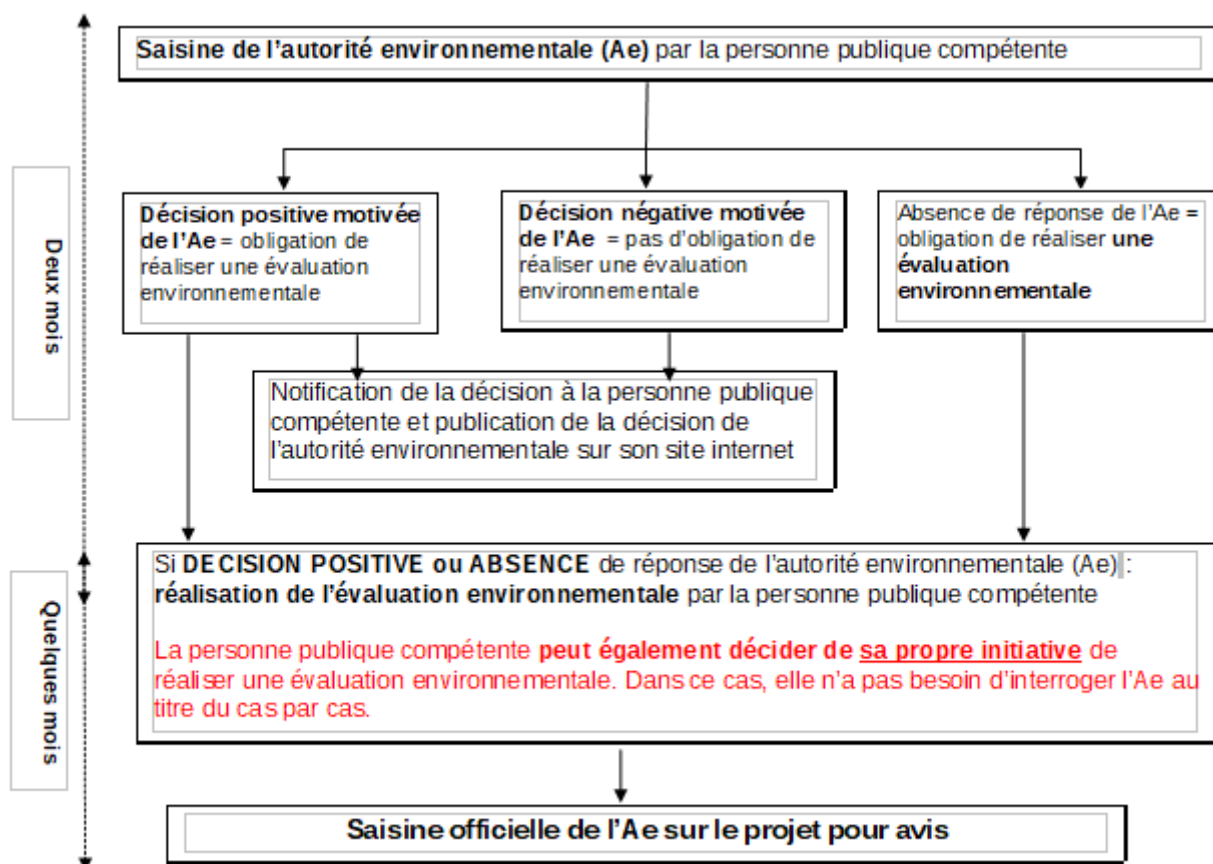 Saisine de l'autorité environnementale (Ae) par la personne publique compétente
Deux mois
Décision positive motivée
de l'Ae = obligation de
réaliser une évaluation
environnementale
Décision négative motivée
de l'Ae = pas d'obligation de
réaliser une évaluation
environnementale
Absence de réponse de l'Ae =
obligation de réaliser une
évaluation
environnementale
Notification de la décision à la personne publique
compétente et publication de la décision de
l'autorité environnementale sur son site internet
Quelques mois
Si DECISION POSITIVE ou ABSENCE de réponse de l'autorité environnementale (Ae) :
réalisation de l'évaluation environnementale par la personne publique compétente
La personne publique compétente peut également décider de sa propre initiative de
réaliser une évaluation environnementale. Dans ce cas, elle n'a pas besoin d'interroger l'Ae au
titre du cas par cas.
Saisine officielle de l'Ae sur le projet pour avis